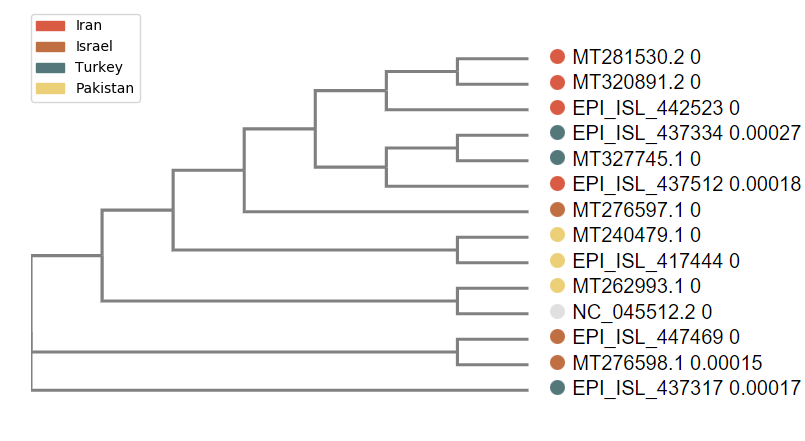 Iran
Israel
Turkey
Pakistan
MT281530.2 0
MT320891.2 0
EPI_ISL_442523 0
EPI_ISL_437334 0.00027
MT327745.1 0
EPI_ISL_437512 0.00018
MT276597.1 0
MT240479.1 0
EPI_ISL_417444 0
MT262993.1 0
NC_045512.2 0
EPI_ISL_447469 0
MT276598.1 0.00015
EPI_ISL_437317 0.00017